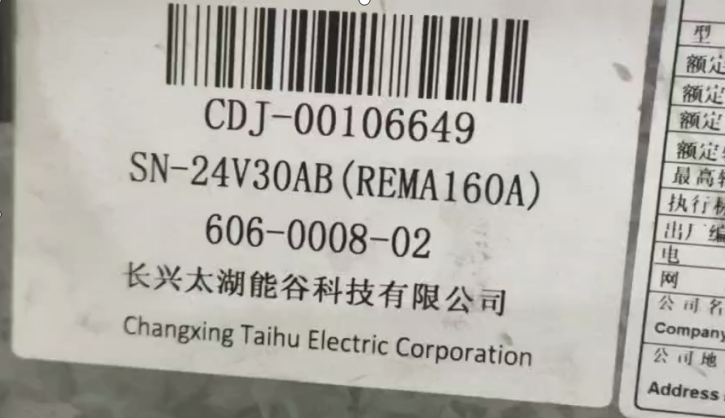 CDJ-00106649
SN-24V30AB(REMA160A)
606-0008-02
长兴太湖能谷科技有限公司
Changxing Taihu Electric Corporation
型
额定
额定
额定
额定
最高
执行
出厂编
电
网
公司名
Company
公司地
Address